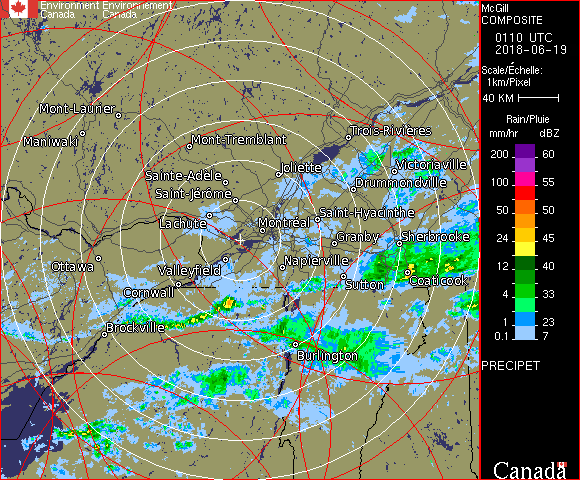 Environment Environnement
Canada Canada
McGill
COMPOSITE
0110 UTC
2018-06-19
Scale/Échelle:
1km/Pixel
40 KM
Rain/Pluie
mm/hr dBZ
200 60
100 55
50 50
24 45
12 40
4 33
1 23
0.1 7
PRECIPET
Canada
Mont-Laurier
Maniwaki
Mont-Tremblant
Trois-Rivières
Joliette
Victoriaville
Sainte-Adèle
Drummondville
Saint-Jérôme
Saint-Hyacinthe
Lachute
Montréal
Granby
Sherbrooke
Ottawa
Valleyfield
Napierville
Coaticook
Sutton
Cornwall
Brockville
Burlington